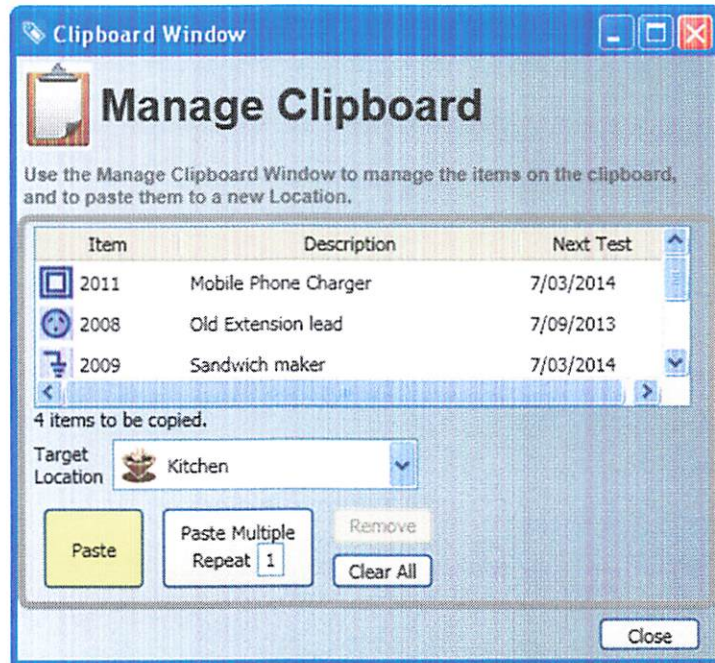 Clipboard Window
Manage Clipboard
Use the Manage Clipboard Window to manage the items on the clipboard,
and to paste them to a new Location.
Item Description Next Test
2011 Mobile Phone Charger 7/03/2014
2008 Old Extension lead 7/09/2013
2009 Sandwich maker 7/03/2014
4 items to be copied.
Target
Location Kitchen
Paste
Paste Multiple
Repeat 1
Remove
Clear All
Close